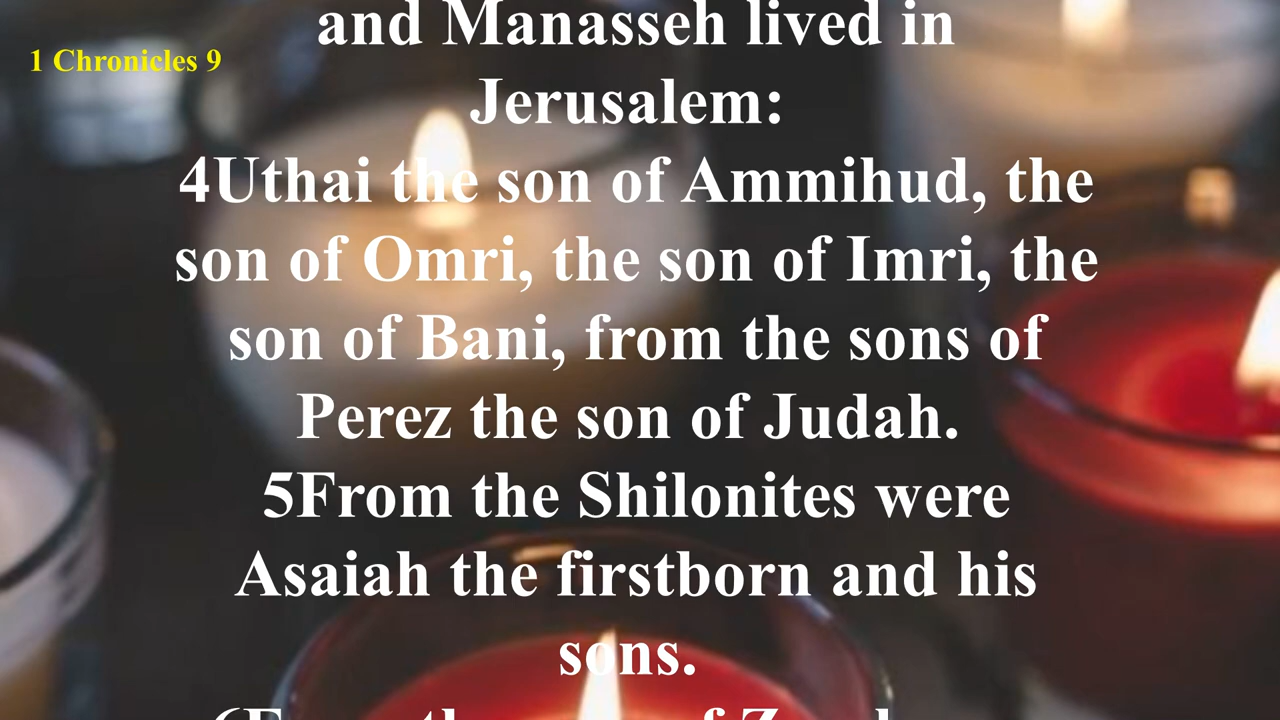 and Manasseh lived in
1 Chronicles 9
Jerusalem:
4Uthai the son of Ammihud, the
son of Omri, the son of Imri, the
son of Bani, from the sons of
Perez the son of Judah.
5From the Shilonites were
Asaiah the firstborn and his
sons.